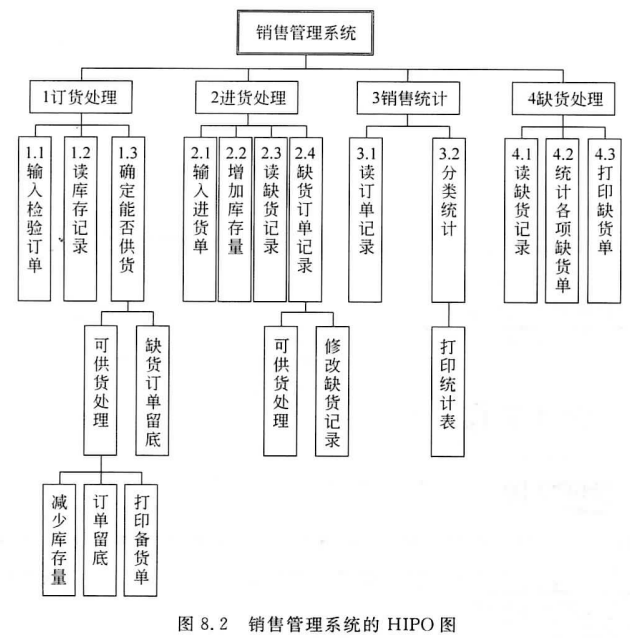 销售管理系统
1订货处理
2进货处理
3销售统计
4缺货处理
1.1输入检验订单
1.2读库存记录
1.3确定能否供货
2.1输入进货单
2.2增加库存量
2.3读缺货记录
2.4缺货订单记录
3.1读订单记录
3.2分类统计
4.1读缺货记录
4.2统计各项缺货单
4.3打印缺货单
可供货处理
缺货订单留底
可供货处理
修改缺货记录
打印统计表
减少库存量
订单留底
打印备货单
图 8.2 销售管理系统的 HIPO 图